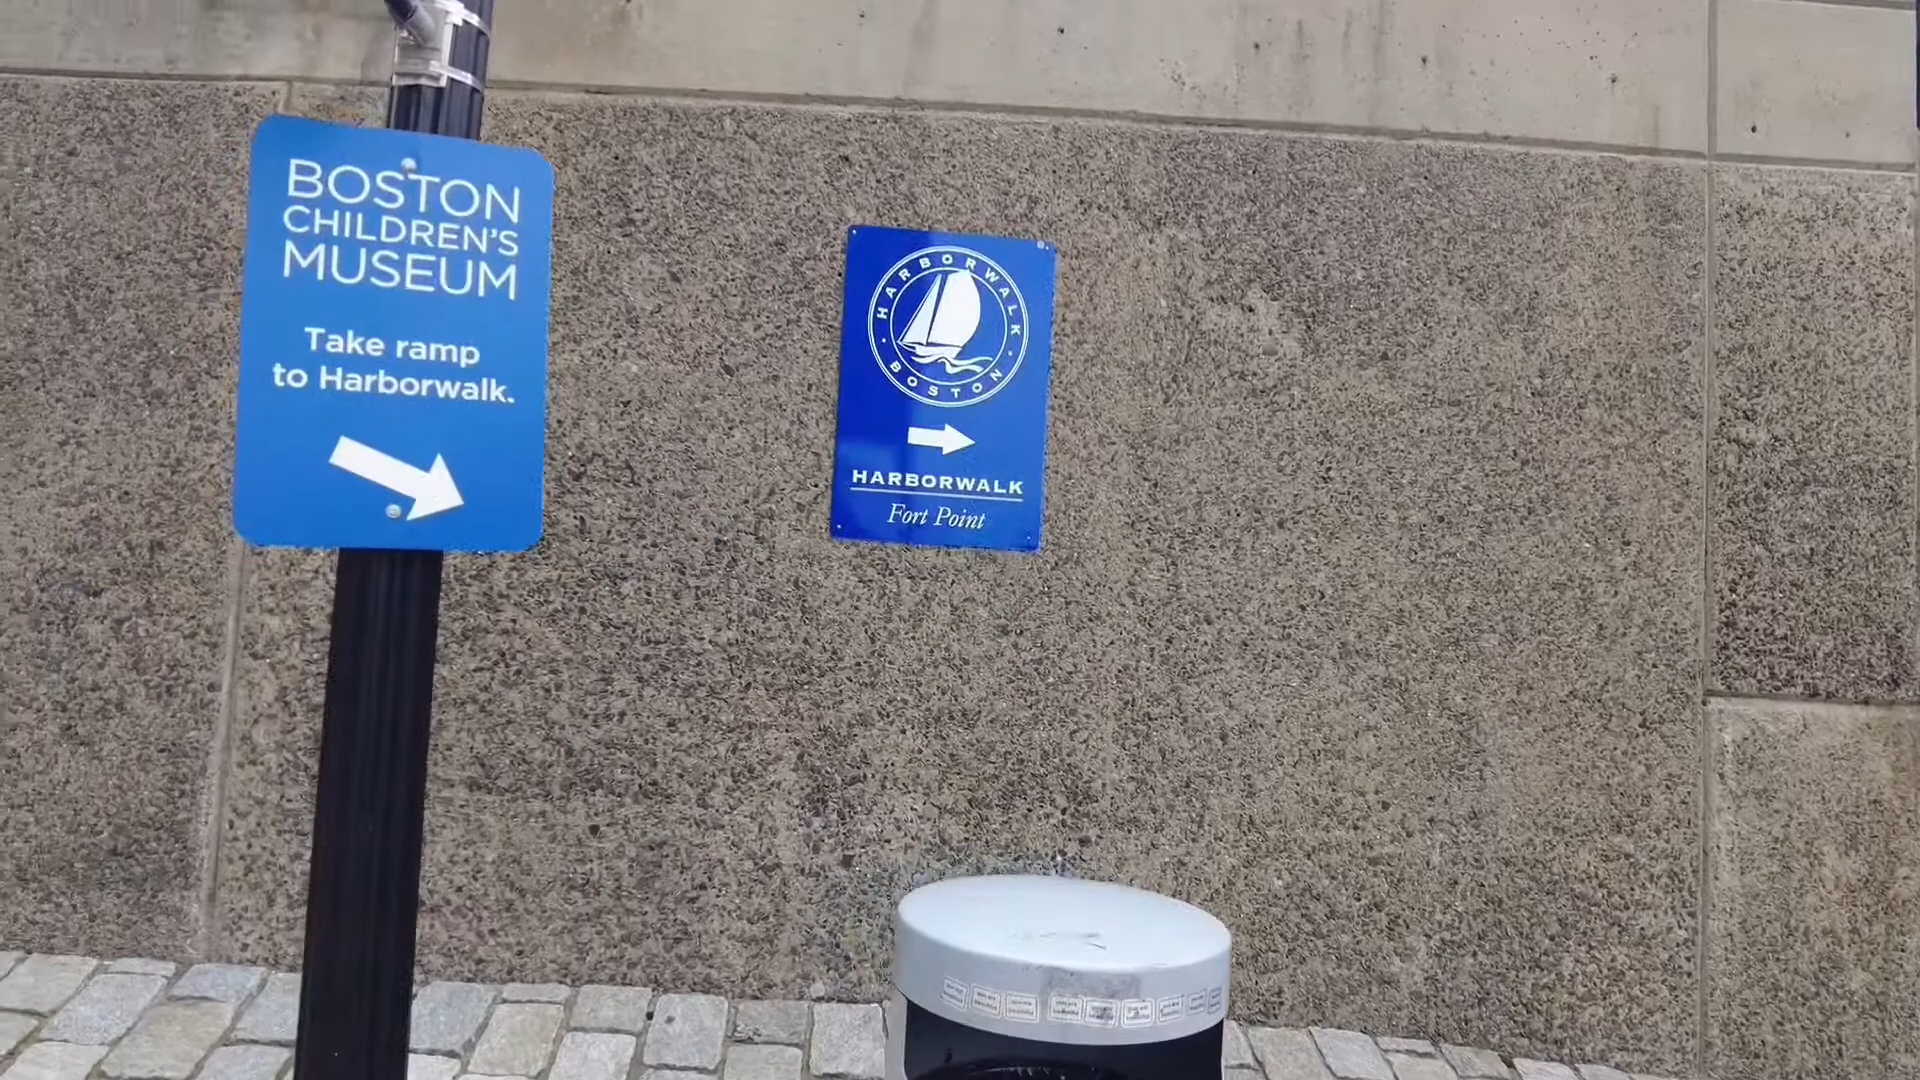 BOSTON
CHILDREN'S
MUSEUM
Take ramp
to Harborwalk.
HARBORWALK
BOSTON
HARBORWALK
Fort Point